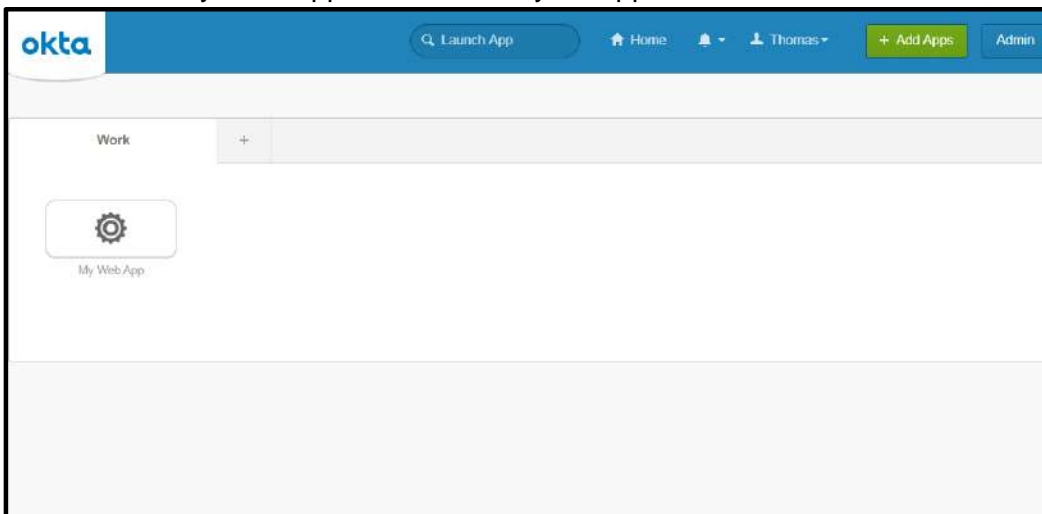 okta
Launch App
Home
Thomas
+ Add Apps
Admin
Work
+
My Web App